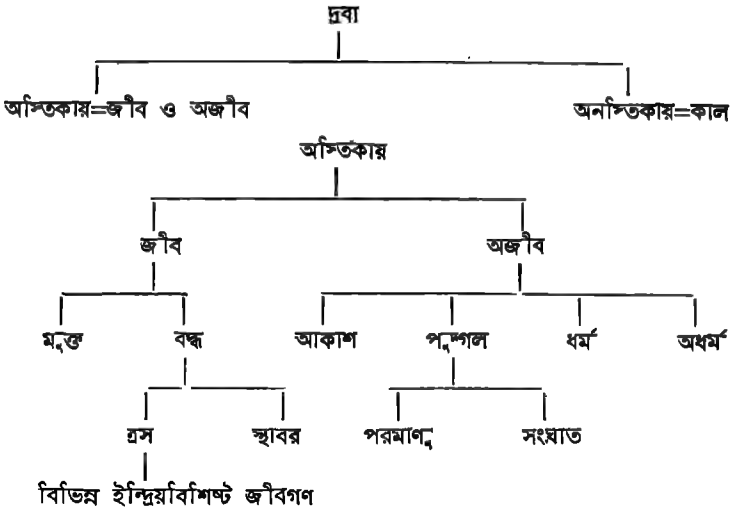 দ্রব্য
অস্তিকায়=জীব ও অজীব অনস্তিকায়=কাল
অস্তিকায়
জীব অজীব
মুক্ত বদ্ধ আকাশ পুদ্গল ধর্ম অধর্ম
ত্রস স্থাবর পরমাণু সংঘাত
বিভিন্ন ইন্দ্রিয়বিশিষ্ট জীবগণ